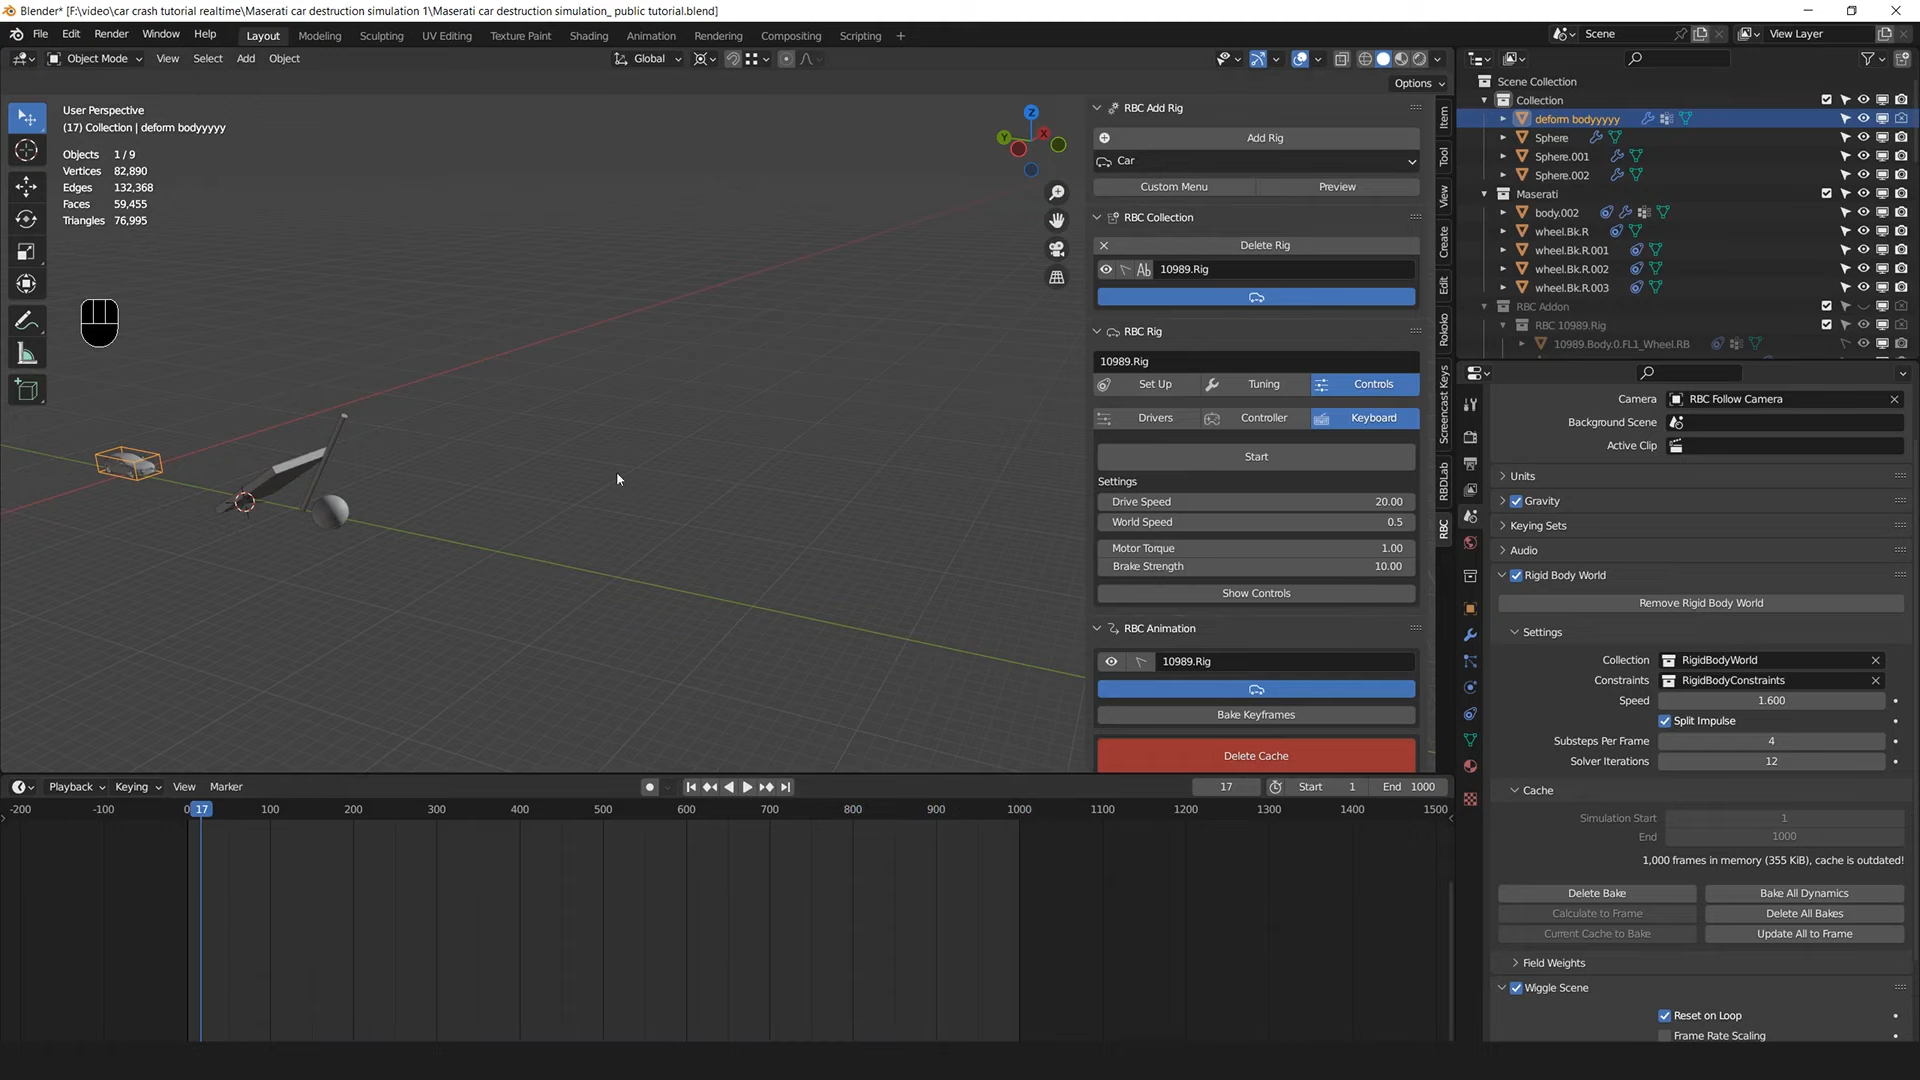 Blender* [F:\video\car crash tutorial realtime\Maserati car destruction simulation 1\Maserati car destruction simulation_ public tutorial.blend]
File Edit Render Window Help Layout Modeling Sculpting UV Editing Texture Paint Shading Animation Rendering Compositing Scripting + Scene View Layer
Object Mode View Select Add Object Global
Options
User Perspective
(17) Collection | deform bodyyyyy
Objects 1 / 9
Vertices 82,890
Edges 132,368
Faces 59,455
Triangles 76,995
Z
Y
X
RBC Add Rig
Add Rig
Car
Custom Menu Preview
RBC Collection
Delete Rig
Ab 10989.Rig
RBC Rig
10989.Rig
Set Up Tuning Controls
Drivers Controller Keyboard
Start
Settings
Drive Speed 20.00
World Speed 0.5
Motor Torque 1.00
Brake Strength 10.00
Show Controls
RBC Animation
10989.Rig
Bake Keyframes
Delete Cache
Item
Tool
View
Create
Edit
Rokoko
Screencast Keys
RBDLab
RBC
Scene Collection
Collection
deform bodyyyyy
Sphere
Sphere.001
Sphere.002
Maserati
body.002
wheel.Bk.R
wheel.Bk.R.001
wheel.Bk.R.002
wheel.Bk.R.003
RBC Addon
RBC 10989.Rig
10989.Body.0.FL1_Wheel.RB
Camera RBC Follow Camera
Background Scene
Active Clip
Units
Gravity
Keying Sets
Audio
Rigid Body World
Remove Rigid Body World
Settings
Collection RigidBodyWorld
Constraints RigidBodyConstraints
Speed 1.600
Split Impulse
Substeps Per Frame 4
Solver Iterations 12
Cache
Simulation Start 1
End 1000
1,000 frames in memory (355 KiB), cache is outdated!
Delete Bake Bake All Dynamics
Calculate to Frame Delete All Bakes
Current Cache to Bake Update All to Frame
Field Weights
Wiggle Scene
Reset on Loop
Frame Rate Scaling
Playback Keying View Marker 17 Start 1 End 1000
-200 -100 0 17 100 200 300 400 500 600 700 800 900 1000 1100 1200 1300 1400 1500